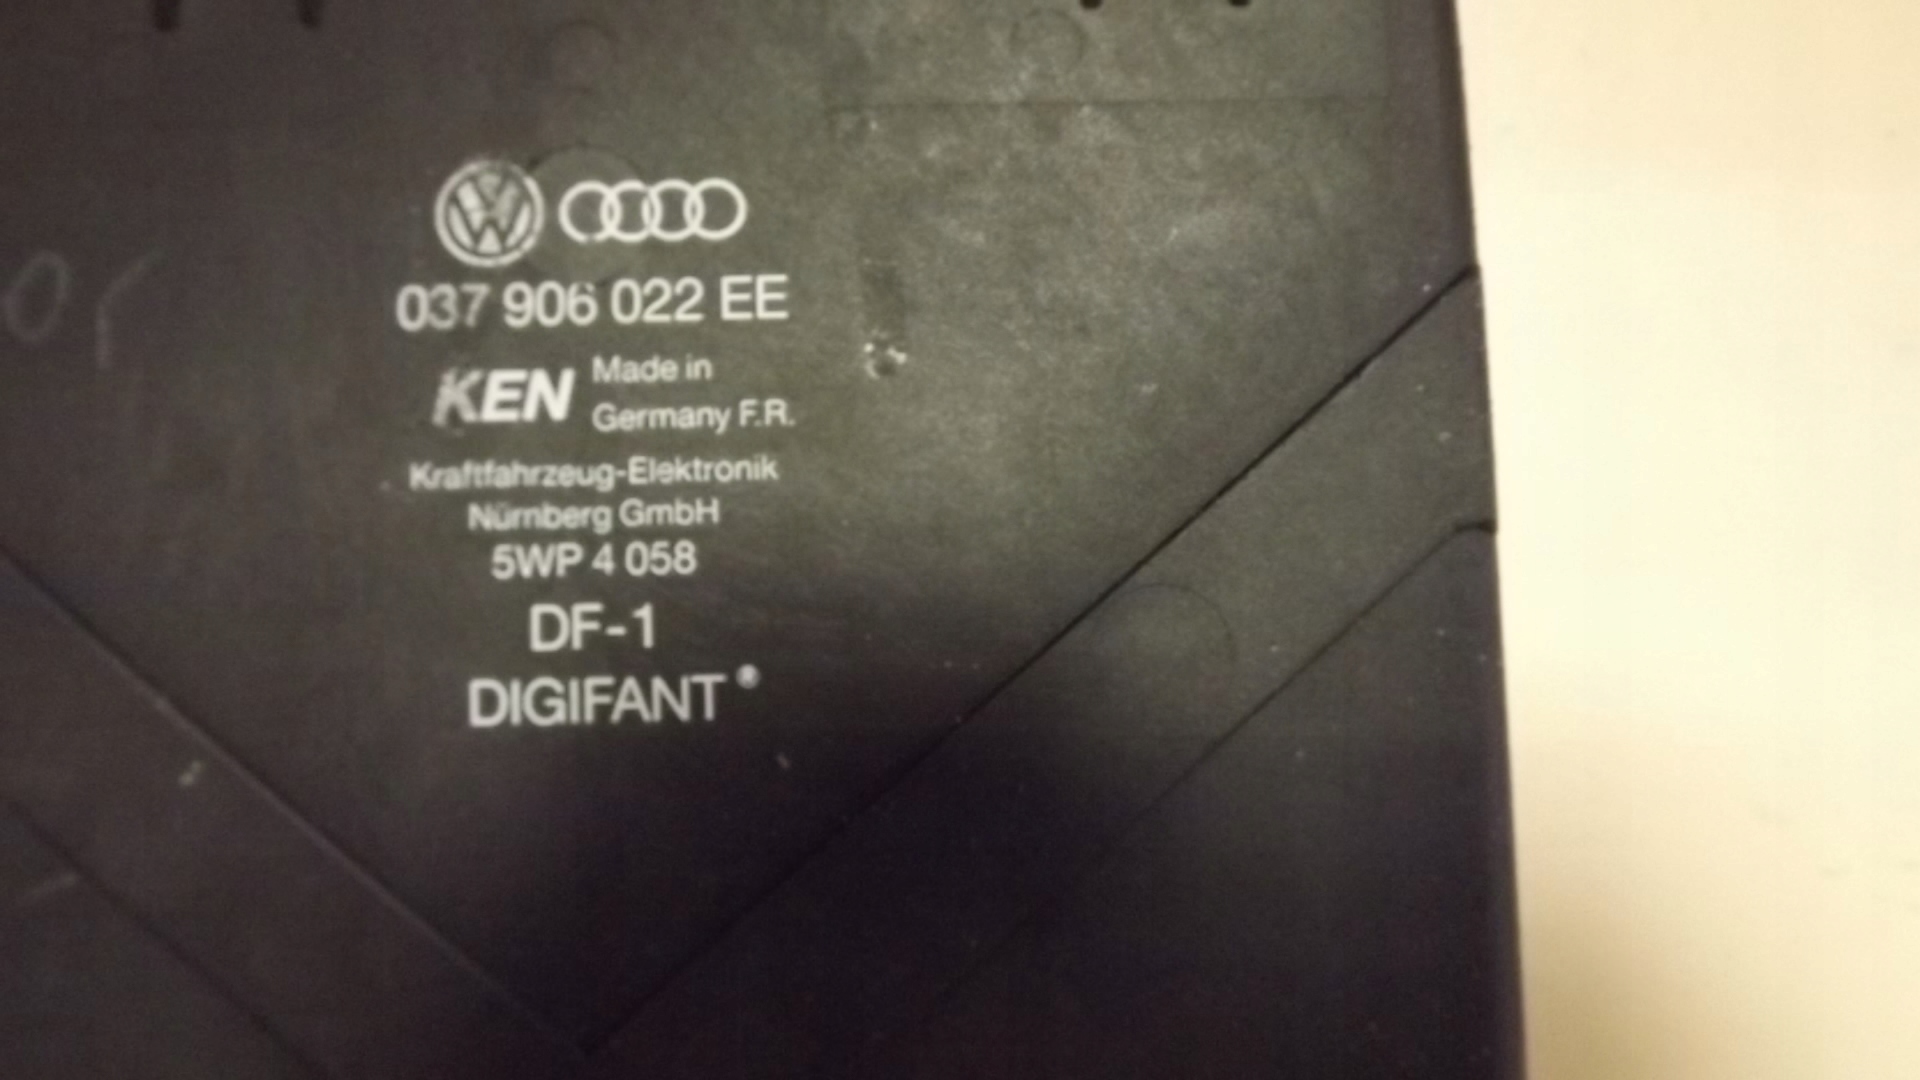 037 906 022 EE
KEN
Made in
Germany F.R.
Kraftfahrzeug-Elektronik
Nürnberg GmbH
5WP 4 058
DF-1
DIGIFANT®